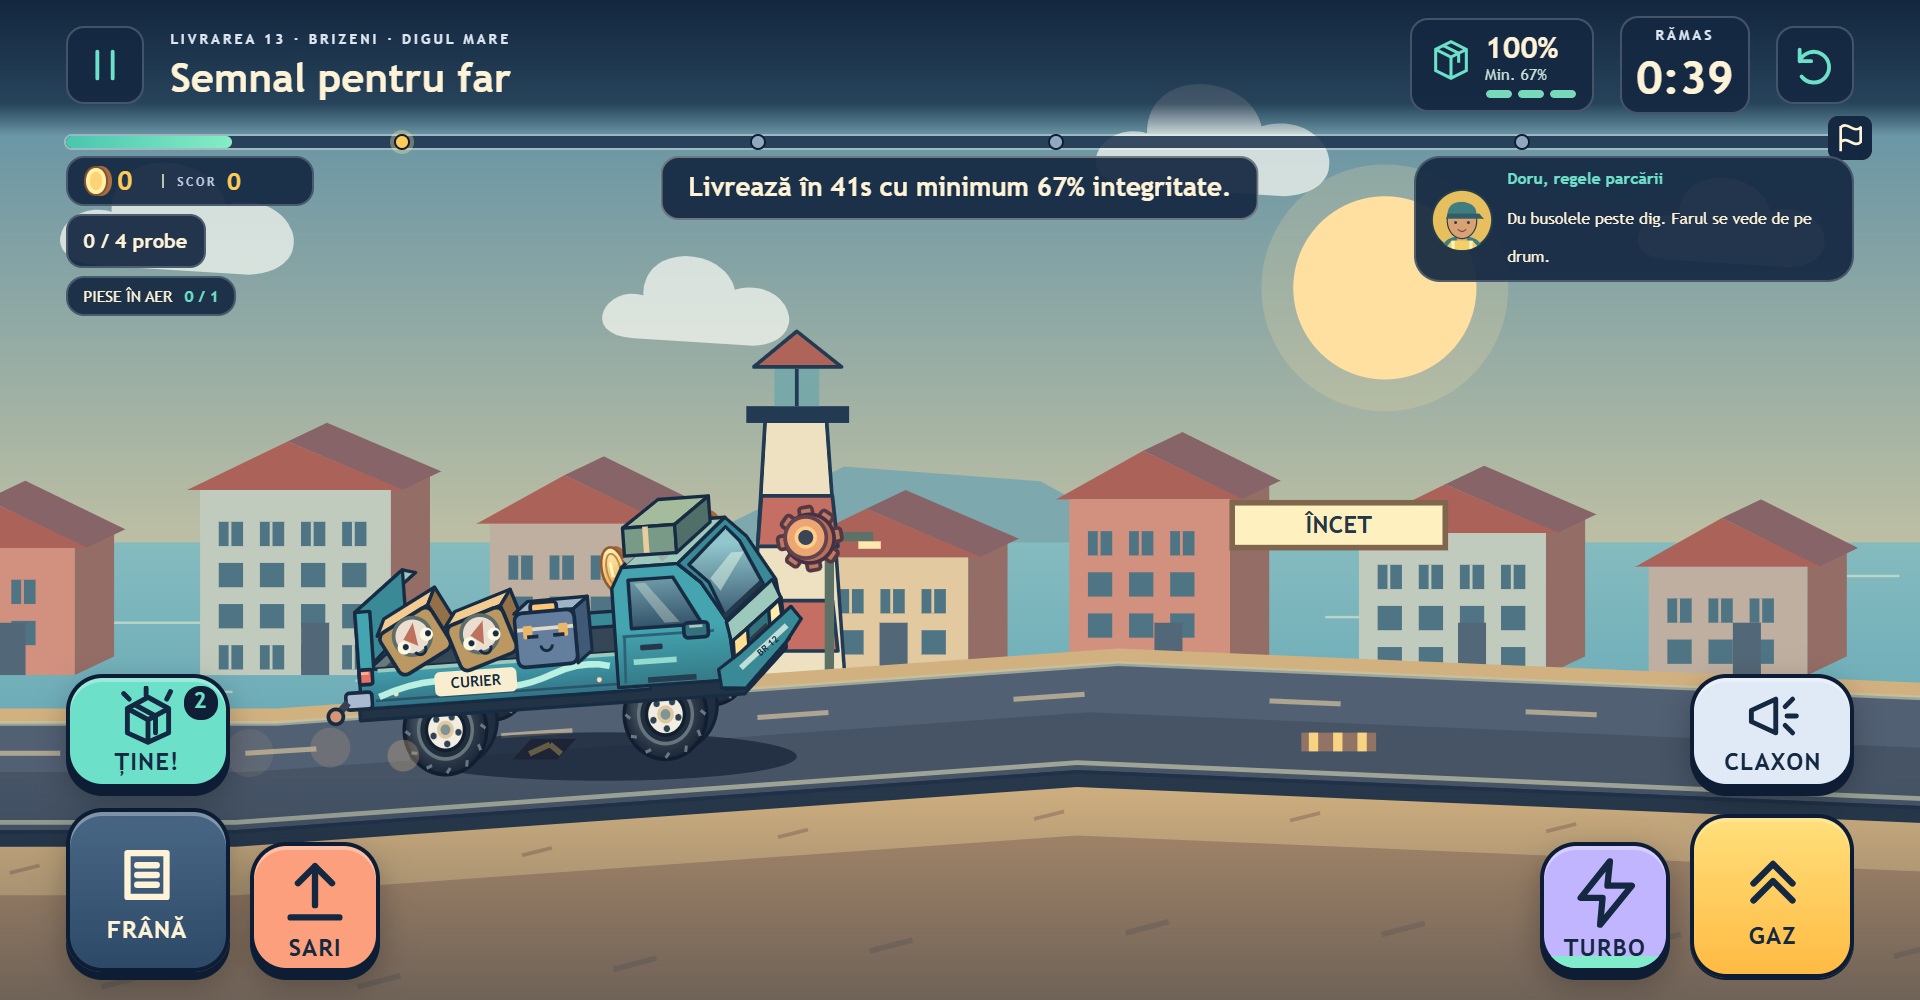 LIVRAREA 13 · BRIZENI · DIGUL MARE
Semnal pentru far
100%
Min. 67%
RĂMAS
0:39
0 | SCOR 0
0 / 4 probe
PIESE ÎN AER 0 / 1
Livrează în 41s cu minimum 67% integritate.
Doru, regele parcării
Du busolele peste dig. Farul se vede de pe
drum.
ÎNCET
CURIER
BR·12
2
ȚINE!
FRÂNĂ
SARI
CLAXON
TURBO
GAZ